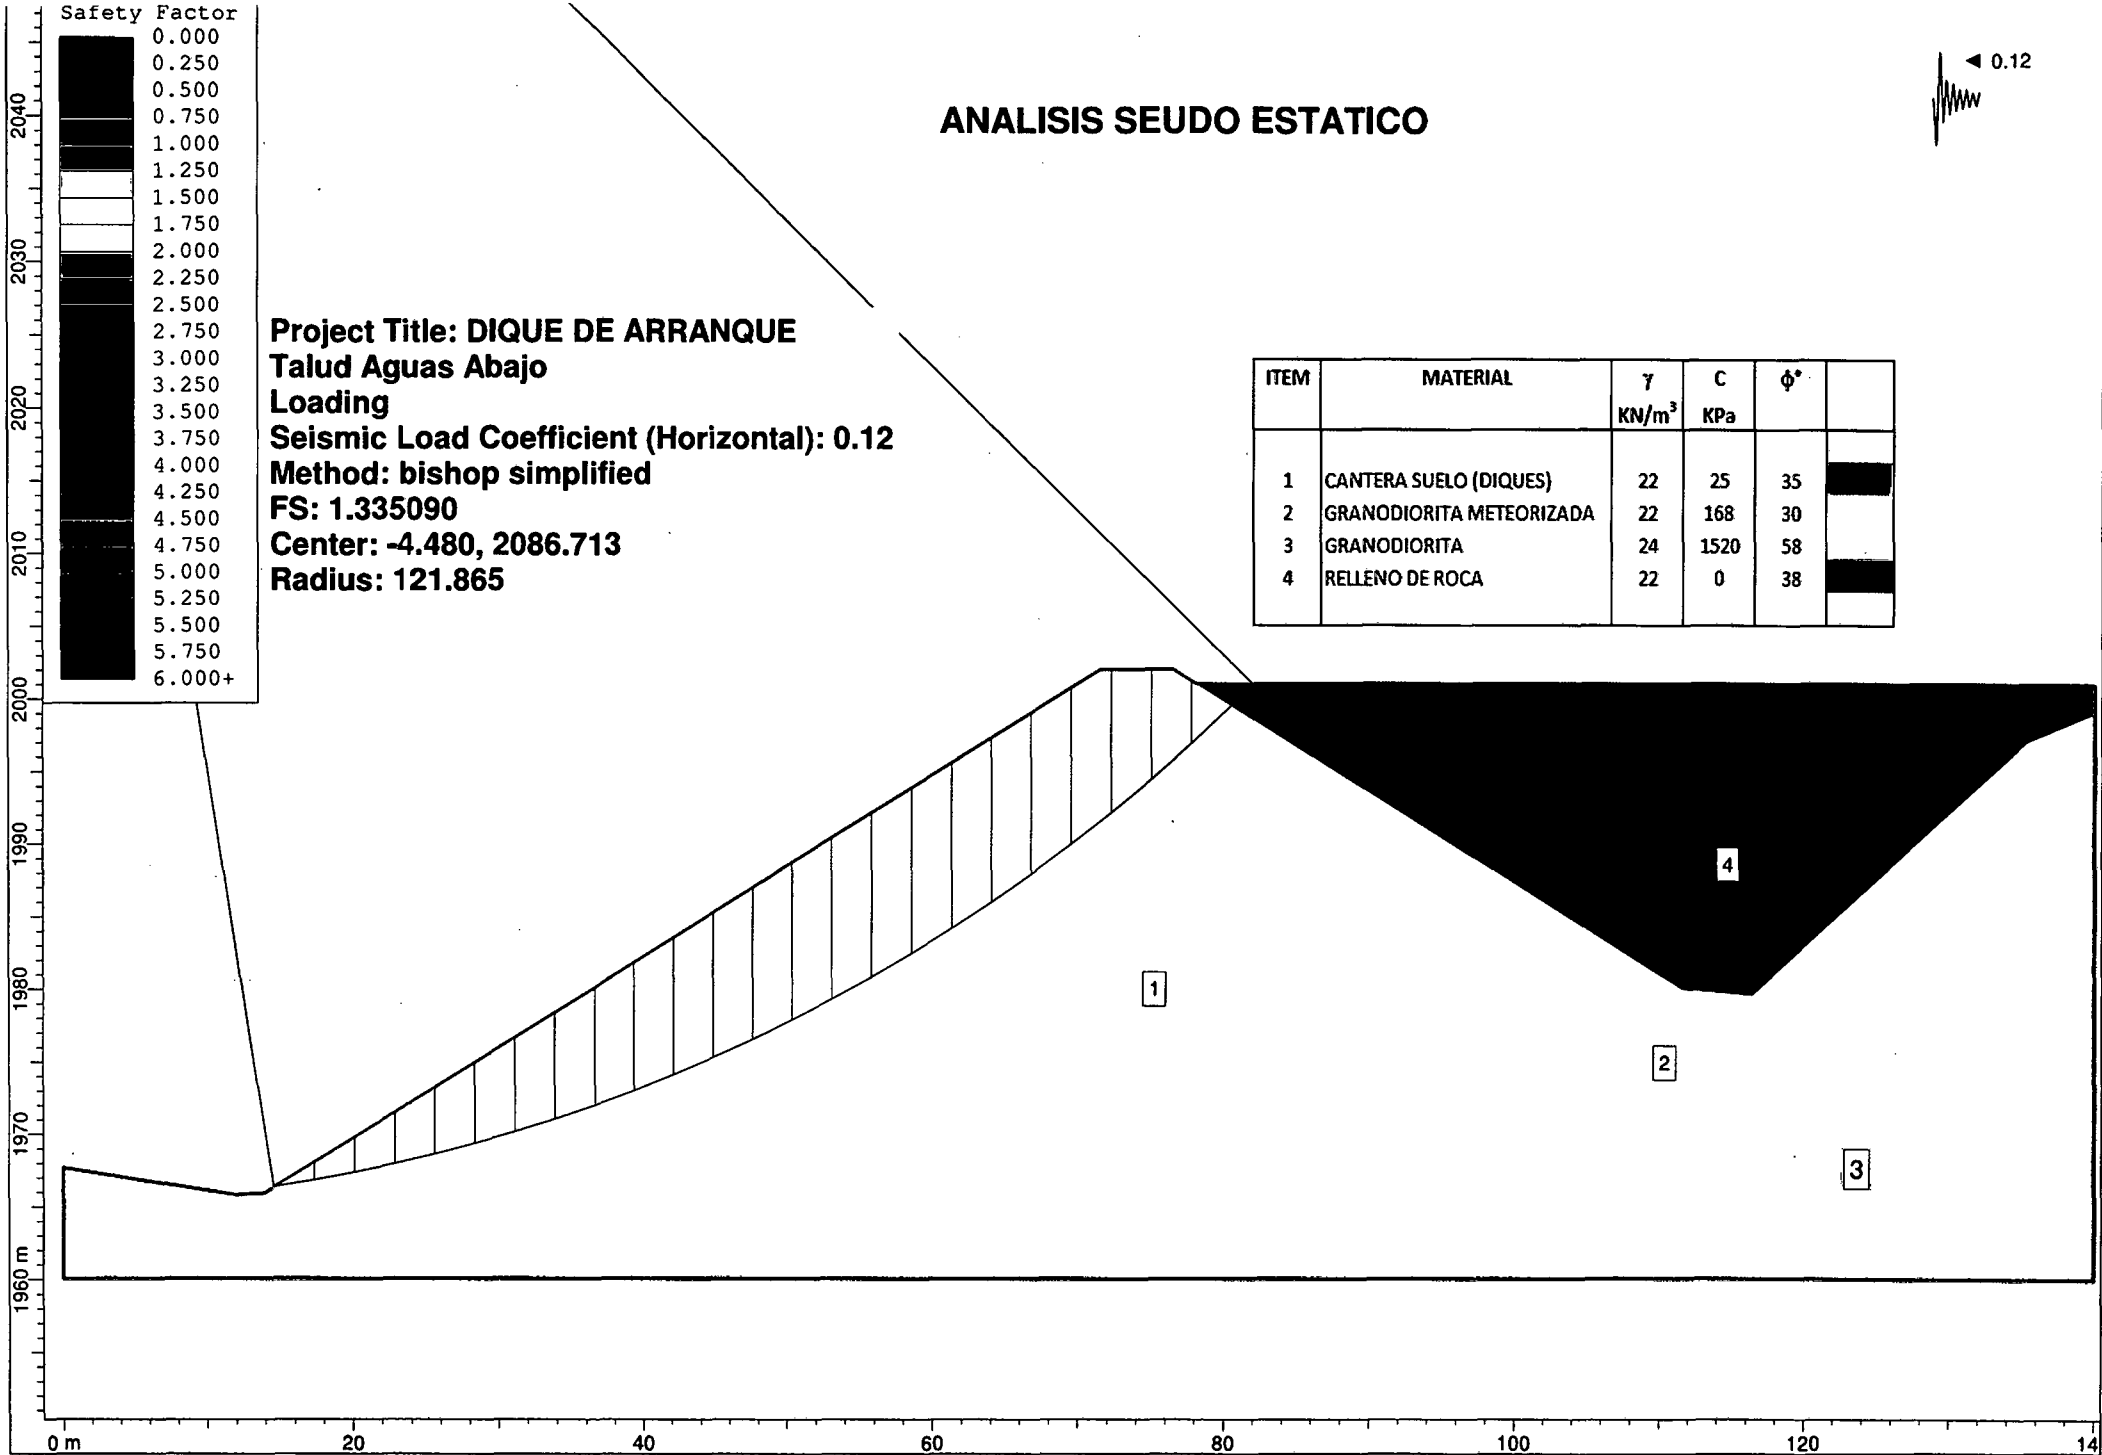 Safety Factor
0.000
0.250
0.500
0.750
1.000
1.250
1.500
1.750
2.000
2.250
2.500
2.750
3.000
3.250
3.500
3.750
4.000
4.250
4.500
4.750
5.000
5.250
5.500
5.750
6.000+
ANALISIS SEUDO ESTATICO
0.12
Project Title: DIQUE DE ARRANQUE
Talud Aguas Abajo
Loading
Seismic Load Coefficient (Horizontal): 0.12
Method: bishop simplified
FS: 1.335090
Center: -4.480, 2086.713
Radius: 121.865
ITEM MATERIAL γ C ϕ°
KN/m³ KPa
1 CANTERA SUELO (DIQUES) 22 25 35
2 GRANODIORITA METEORIZADA 22 168 30
3 GRANODIORITA 24 1520 58
4 RELLENO DE ROCA 22 0 38
2040
2030
2020
2010
2000
1990
1980
1970
1960 m
4
1
2
3
0 m 20 40 60 80 100 120 14